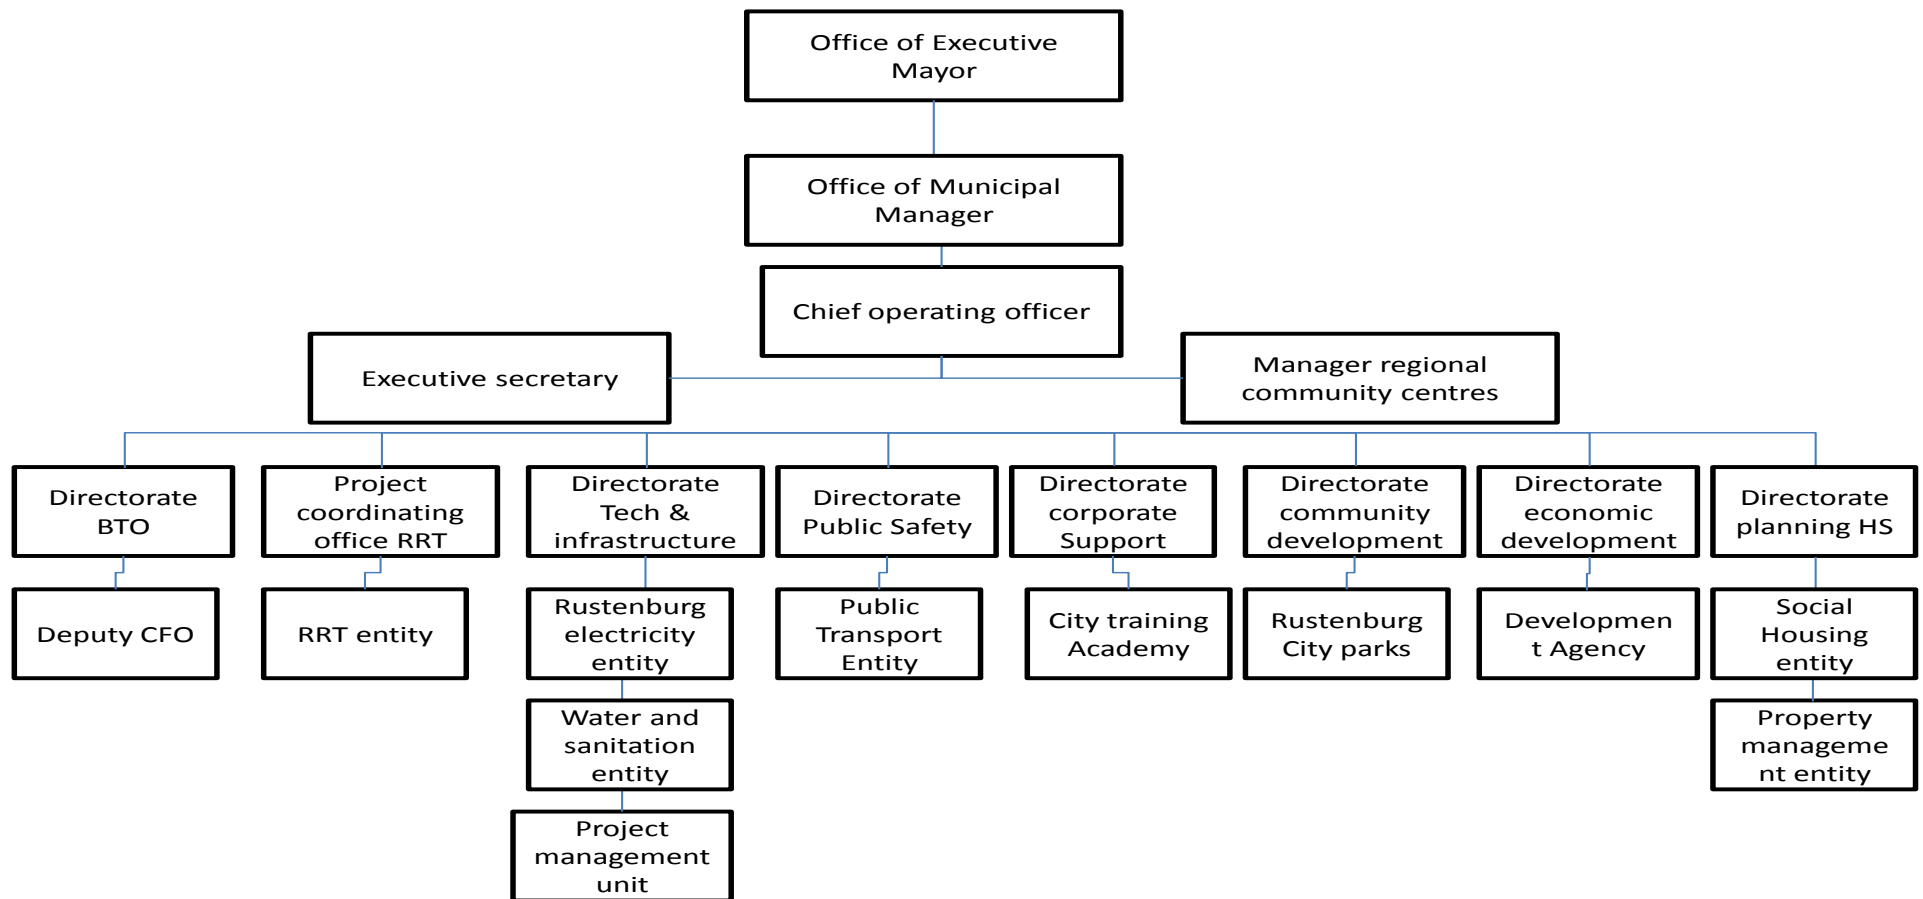 Office of Executive
Mayor
Office of Municipal
Manager
Chief operating officer
Executive secretary
Manager regional
community centres
Directorate
BTO
Project
coordinating
office RRT
Directorate
Tech &
infrastructure
Directorate
Public Safety
Directorate
corporate
Support
Directorate
community
development
Directorate
economic
development
Directorate
planning HS
Deputy CFO
RRT entity
Rustenburg
electricity
entity
Public
Transport
Entity
City training
Academy
Rustenburg
City parks
Developmen
t Agency
Social
Housing
entity
Water and
sanitation
entity
Property
manageme
nt entity
Project
management
unit